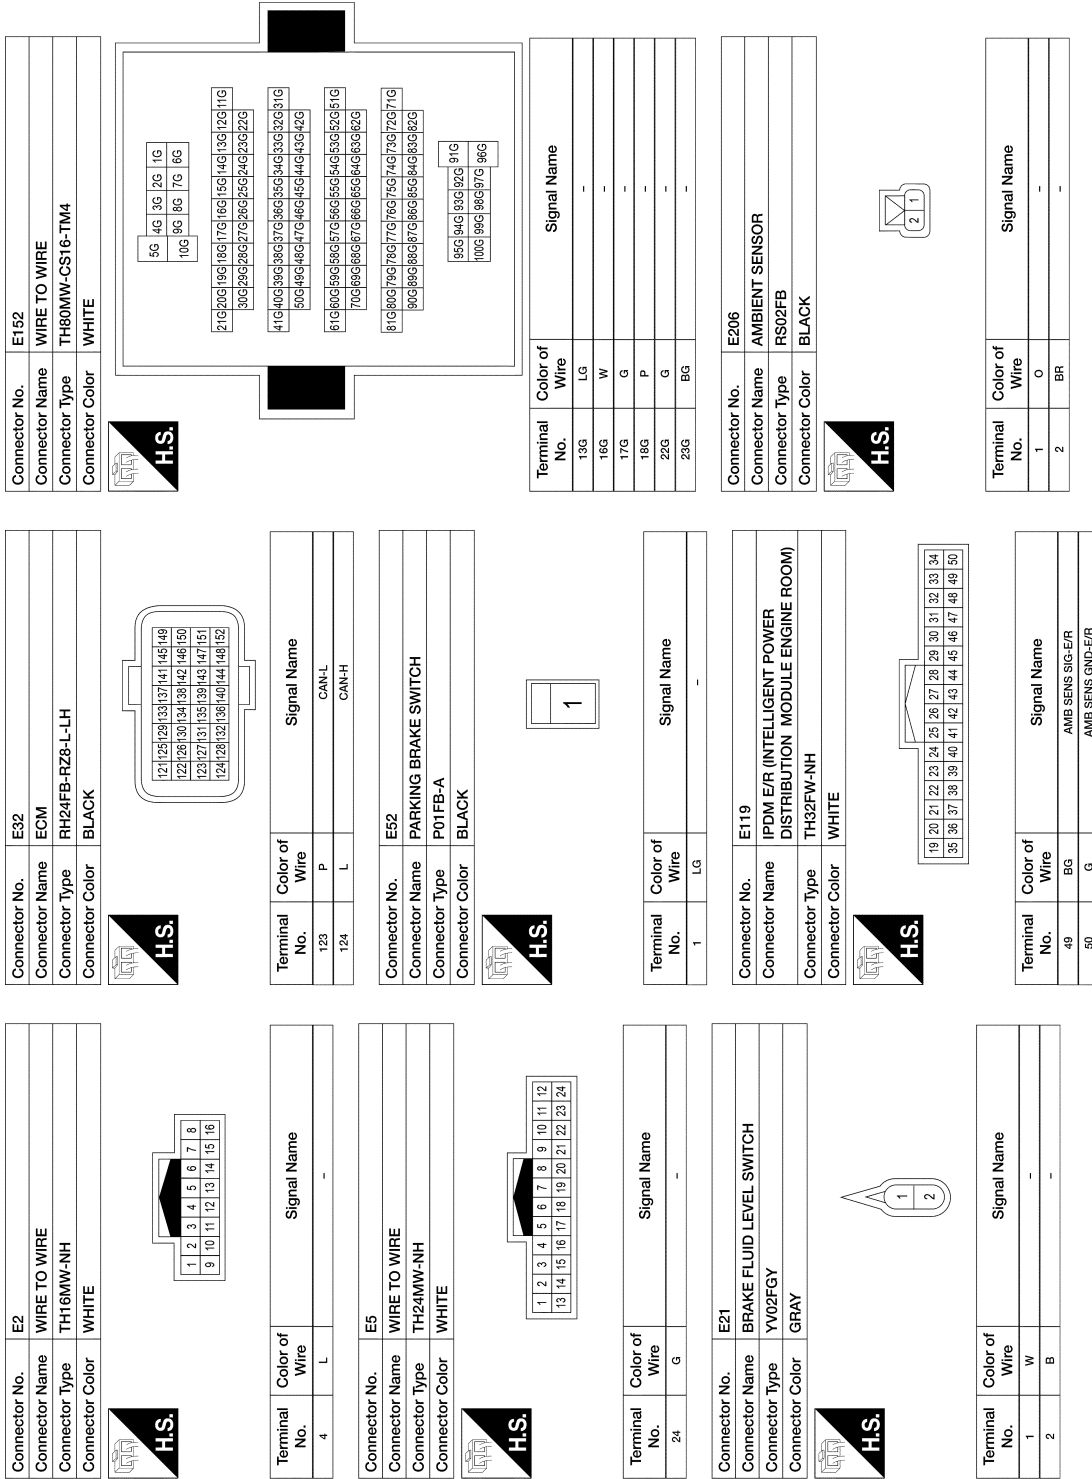 Connector No. E2
Connector Name WIRE TO WIRE
Connector Type TH16MW-NH
Connector Color WHITE
H.S.
1 2 3 4 5 6 7 8
9 10 11 12 13 14 15 16
Terminal No. Color of Wire Signal Name
4 L –
Connector No. E5
Connector Name WIRE TO WIRE
Connector Type TH24MW-NH
Connector Color WHITE
H.S.
1 2 3 4 5 6 7 8 9 10 11 12
13 14 15 16 17 18 19 20 21 22 23 24
Terminal No. Color of Wire Signal Name
24 G –
Connector No. E21
Connector Name BRAKE FLUID LEVEL SWITCH
Connector Type YV02FGY
Connector Color GRAY
H.S.
1
2
Terminal No. Color of Wire Signal Name
1 W –
2 B –
Connector No. E32
Connector Name ECM
Connector Type RH24FB-RZ8-L-LH
Connector Color BLACK
H.S.
121 125 129 133 137 141 145 149
122 126 130 134 138 142 146 150
123 127 131 135 139 143 147 151
124 128 132 136 140 144 148 152
Terminal No. Color of Wire Signal Name
123 P CAN-L
124 L CAN-H
Connector No. E52
Connector Name PARKING BRAKE SWITCH
Connector Type P01FB-A
Connector Color BLACK
H.S.
1
Terminal No. Color of Wire Signal Name
1 LG –
Connector No. E119
Connector Name IPDM E/R (INTELLIGENT POWER
DISTRIBUTION MODULE ENGINE ROOM)
Connector Type TH32FW-NH
Connector Color WHITE
H.S.
19 20 21 22 23 24 25 26 27 28 29 30 31 32 33 34
35 36 37 38 39 40 41 42 43 44 45 46 47 48 49 50
Terminal No. Color of Wire Signal Name
49 BG AMB SENS SIG-E/R
50 G AMB SENS GND-E/R
Connector No. E152
Connector Name WIRE TO WIRE
Connector Type TH80MW-CS16-TM4
Connector Color WHITE
H.S.
5G 4G 3G 2G 1G
10G 9G 8G 7G 6G
21G 20G 19G 18G 17G 16G 15G 14G 13G 12G 11G
30G 29G 28G 27G 26G 25G 24G 23G 22G
41G 40G 39G 38G 37G 36G 35G 34G 33G 32G 31G
50G 49G 48G 47G 46G 45G 44G 43G 42G
61G 60G 59G 58G 57G 56G 55G 54G 53G 52G 51G
70G 69G 68G 67G 66G 65G 64G 63G 62G
81G 80G 79G 78G 77G 76G 75G 74G 73G 72G 71G
90G 89G 88G 87G 86G 85G 84G 83G 82G
95G 94G 93G 92G 91G
100G 99G 98G 97G 96G
Terminal No. Color of Wire Signal Name
13G LG –
16G W –
17G G –
18G P –
22G G –
23G BG –
Connector No. E206
Connector Name AMBIENT SENSOR
Connector Type RS02FB
Connector Color BLACK
H.S.
2 1
Terminal No. Color of Wire Signal Name
1 O –
2 BR –